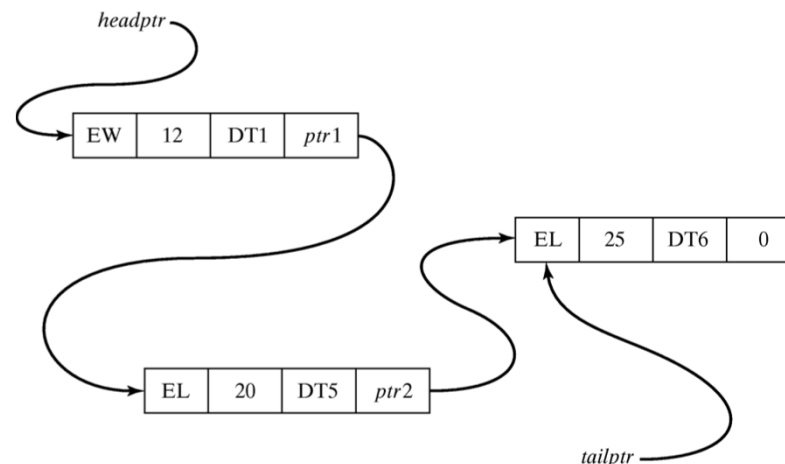 headptr
EW 12 DT1 ptr1
EL 25 DT6 0
EL 20 DT5 ptr2
tailptr